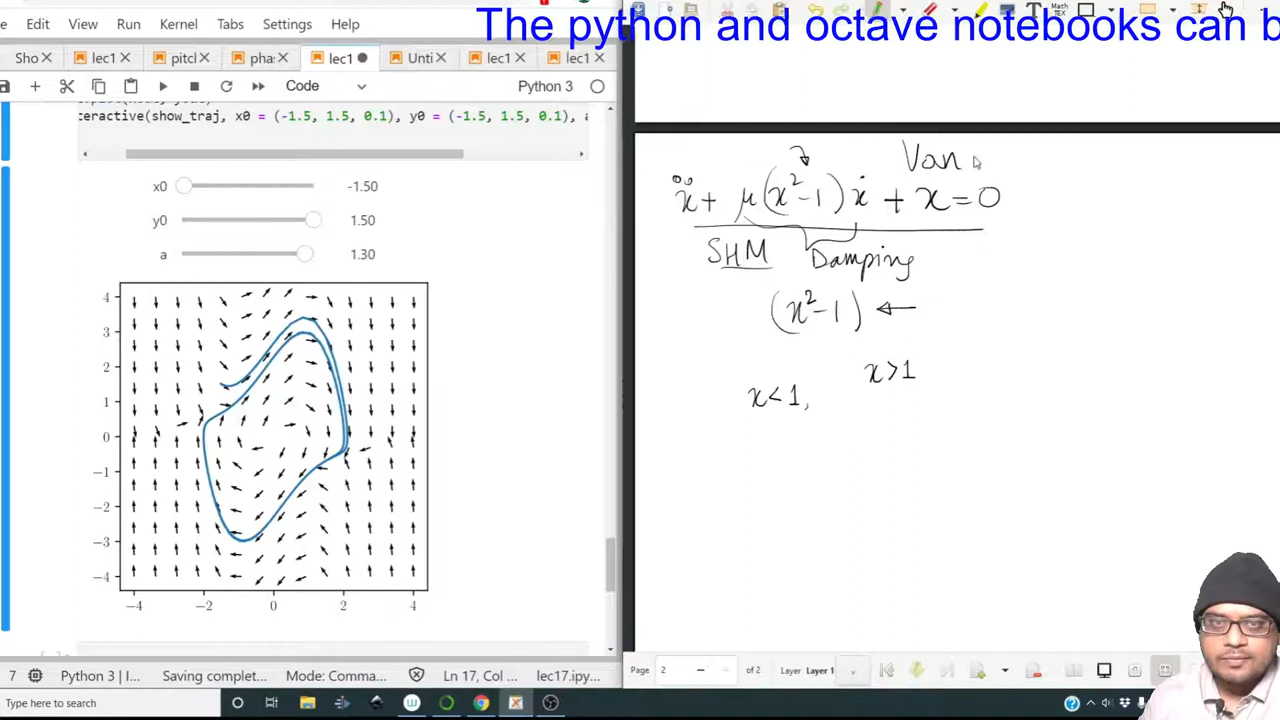 The python and octave notebooks can b
Edit View Run Kernel Tabs Settings Help
Sho lec1 pitcl pha: lec1 Unti lec1 lec1
Code Python 3
teractive(show_traj, x0 = (-1.5, 1.5, 0.1), y0 = (-1.5, 1.5, 0.1), a
x0 -1.50
y0 1.50
a 1.30
4
3
2
1
0
−1
−2
−3
−4
−4 −2 0 2 4
Van
ẍ + μ(x²−1)ẋ + x=0
SHM Damping
(x²−1) ←
x>1
x<1,
7 Python 3 | I... Saving complet... Mode: Comma... Ln 17, Col ... lec17.ipy...
Page 2 of 2 Layer Layer 1
Type here to search